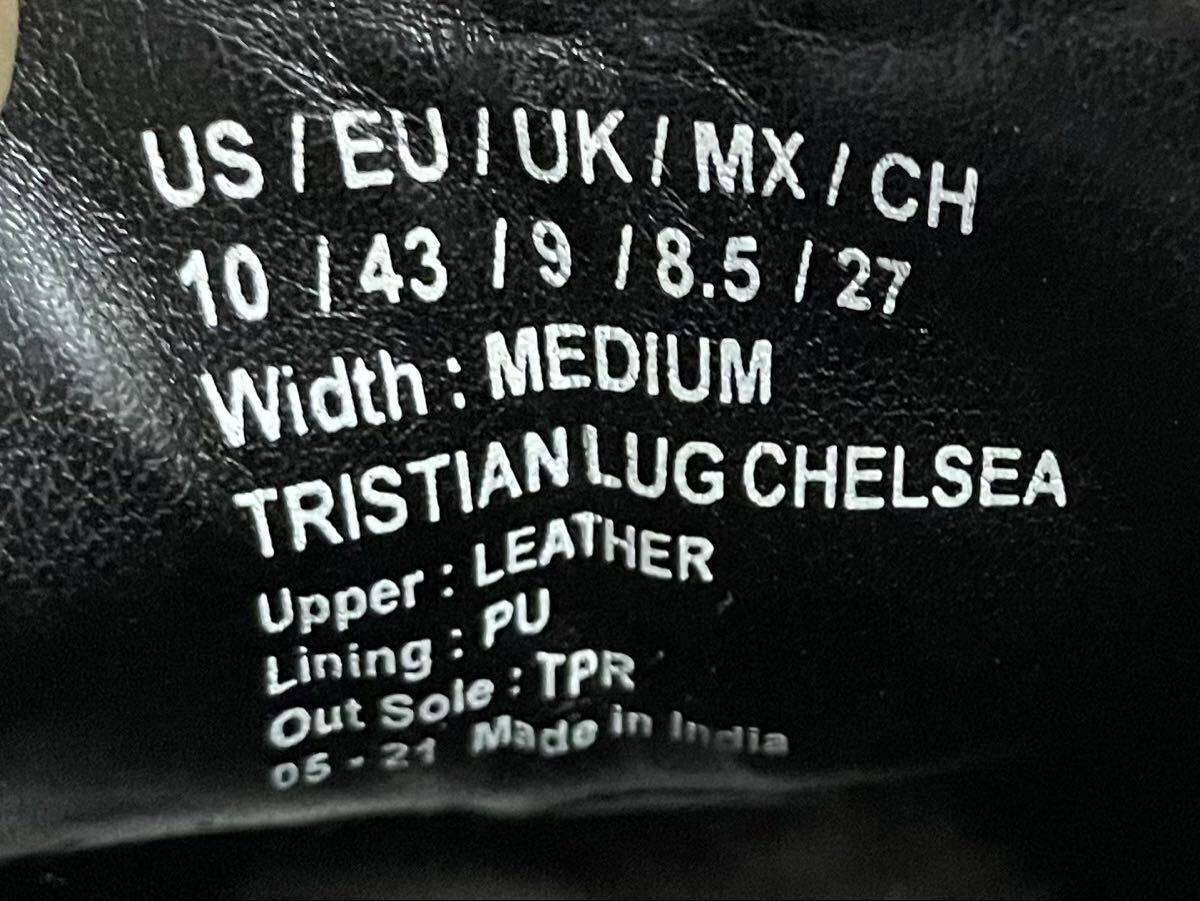 US / EU / UK / MX / CH
10 / 43 / 9 / 8.5 / 27
Width : MEDIUM
TRISTIAN LUG CHELSEA
Upper : LEATHER
Lining : PU
Out Sole : TPR
05 - 21 Made in India